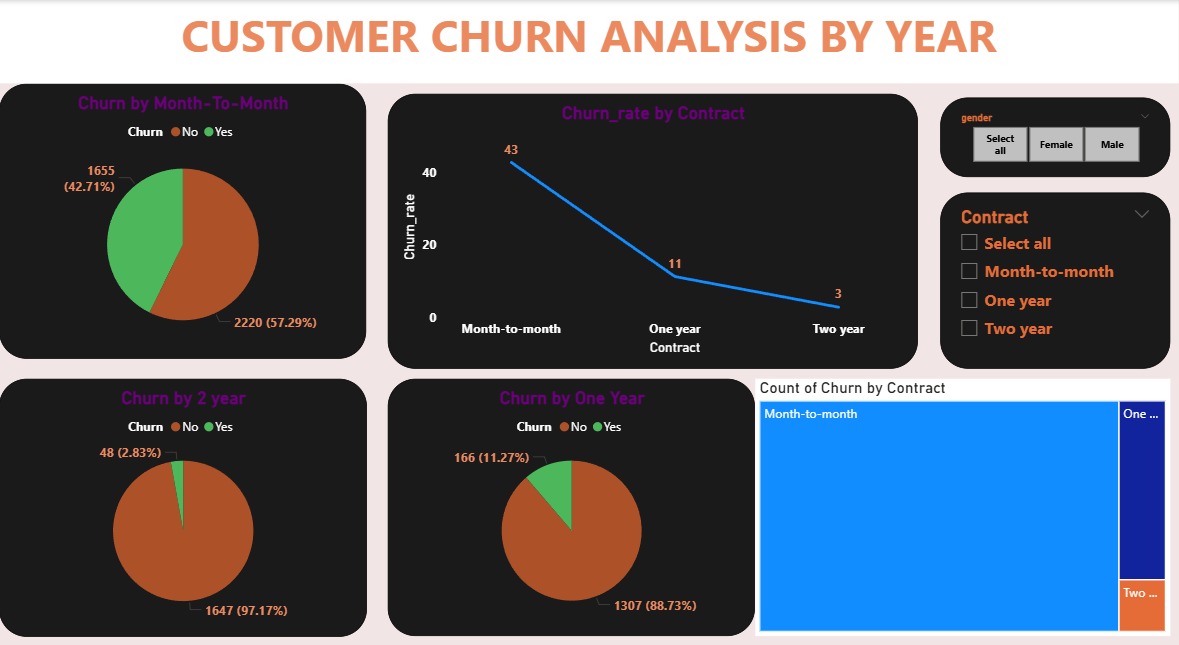 CUSTOMER CHURN ANALYSIS BY YEAR
Churn by Month-To-Month
Churn No Yes
1655
(42.71%)
2220 (57.29%)
Churn_rate by Contract
Churn_rate
40
20
0
43
11
3
Month-to-month One year Two year
Contract
gender
Select
all
Female
Male
Contract
Select all
Month-to-month
One year
Two year
Churn by 2 year
Churn No Yes
48 (2.83%)
1647 (97.17%)
Churn by One Year
Churn No Yes
166 (11.27%)
1307 (88.73%)
Count of Churn by Contract
Month-to-month
One ...
Two ...